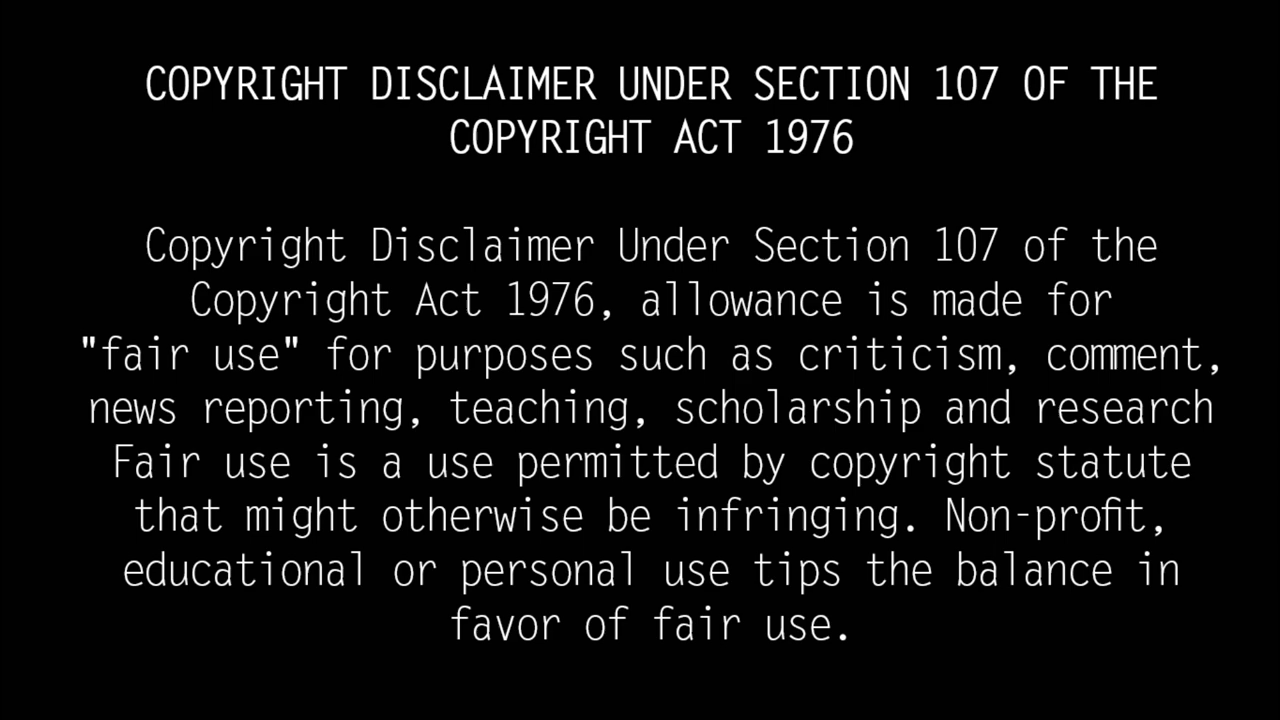 COPYRIGHT DISCLAIMER UNDER SECTION 107 OF THE
COPYRIGHT ACT 1976
Copyright Disclaimer Under Section 107 of the
Copyright Act 1976, allowance is made for
"fair use" for purposes such as criticism, comment,
news reporting, teaching, scholarship and research
Fair use is a use permitted by copyright statute
that might otherwise be infringing. Non-profit,
educational or personal use tips the balance in
favor of fair use.